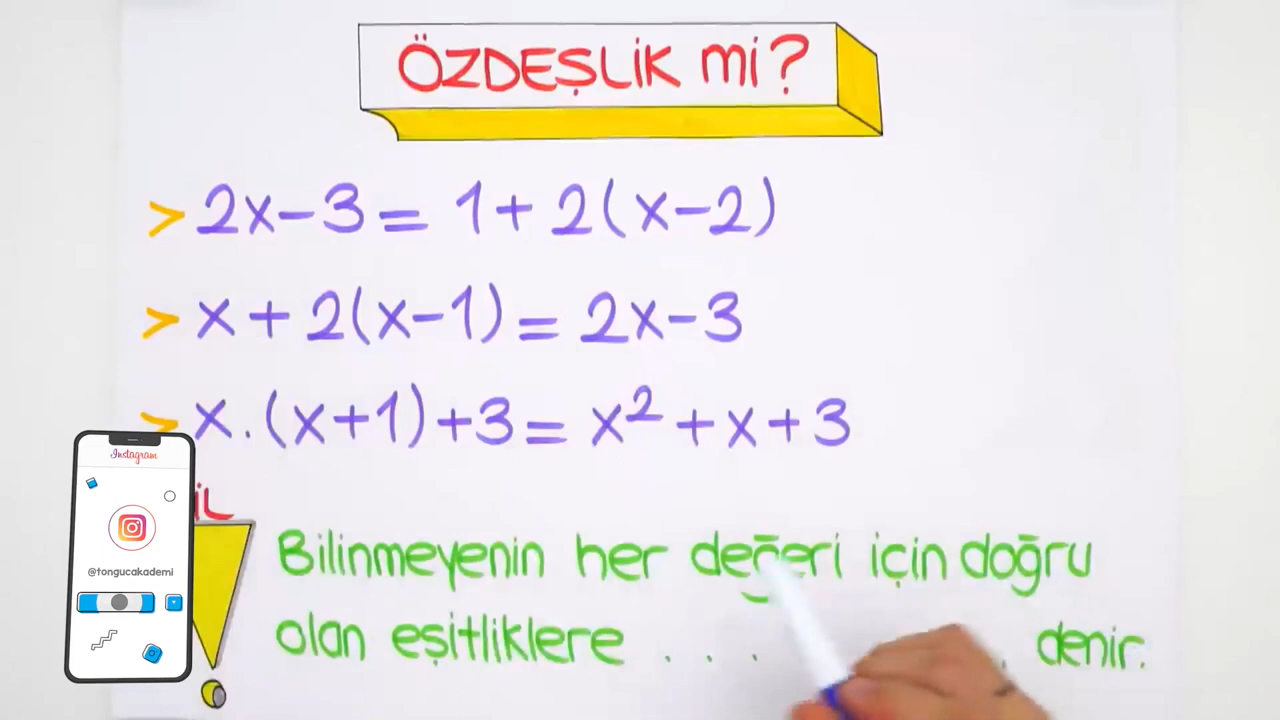 ÖZDEŞLİK mi?
> 2x-3 = 1+2(x-2)
> x+2(x-1) = 2x-3
> x.(x+1)+3 = x²+x+3
Instagram
@tongucakademi
İL
Bilinmeyenin her değeri için doğru
olan eşitliklere . . . . denir.